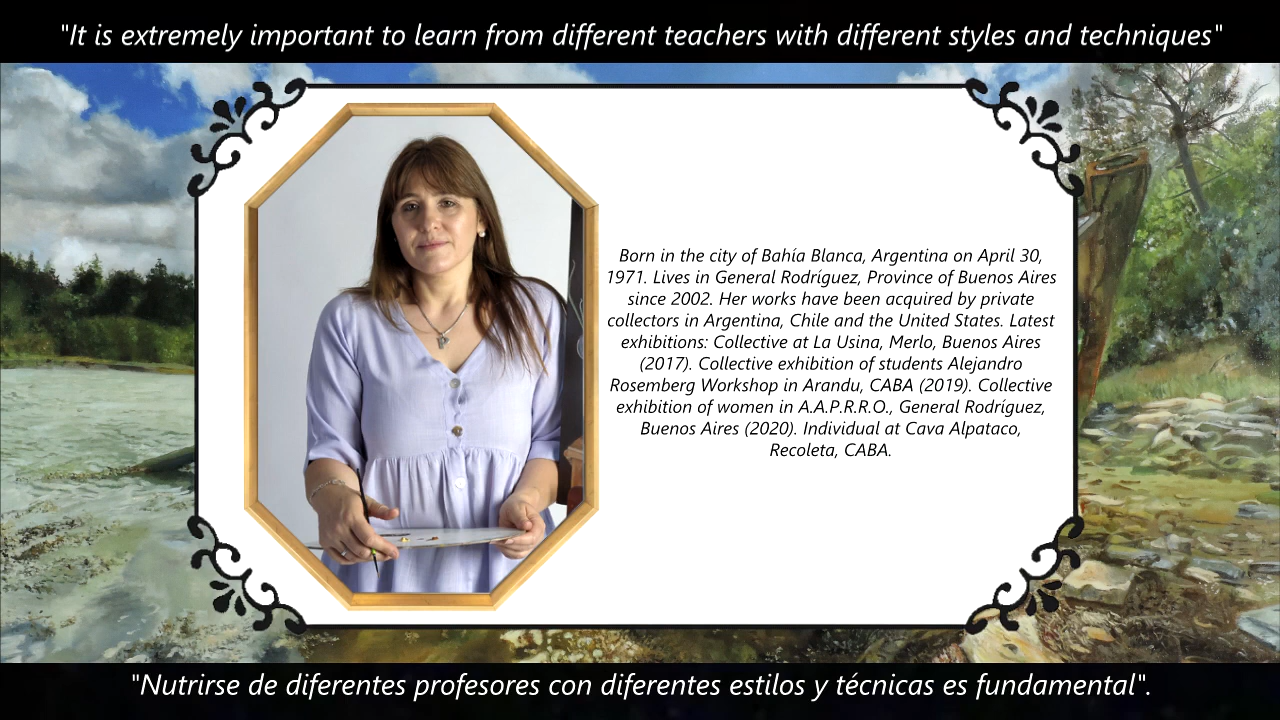 "It is extremely important to learn from different teachers with different styles and techniques"
Born in the city of Bahía Blanca, Argentina on April 30,
1971. Lives in General Rodríguez, Province of Buenos Aires
since 2002. Her works have been acquired by private
collectors in Argentina, Chile and the United States. Latest
exhibitions: Collective at La Usina, Merlo, Buenos Aires
(2017). Collective exhibition of students Alejandro
Rosemberg Workshop in Arandu, CABA (2019). Collective
exhibition of women in A.A.P.R.R.O., General Rodríguez,
Buenos Aires (2020). Individual at Cava Alpataco,
Recoleta, CABA.
"Nutrirse de diferentes profesores con diferentes estilos y técnicas es fundamental".